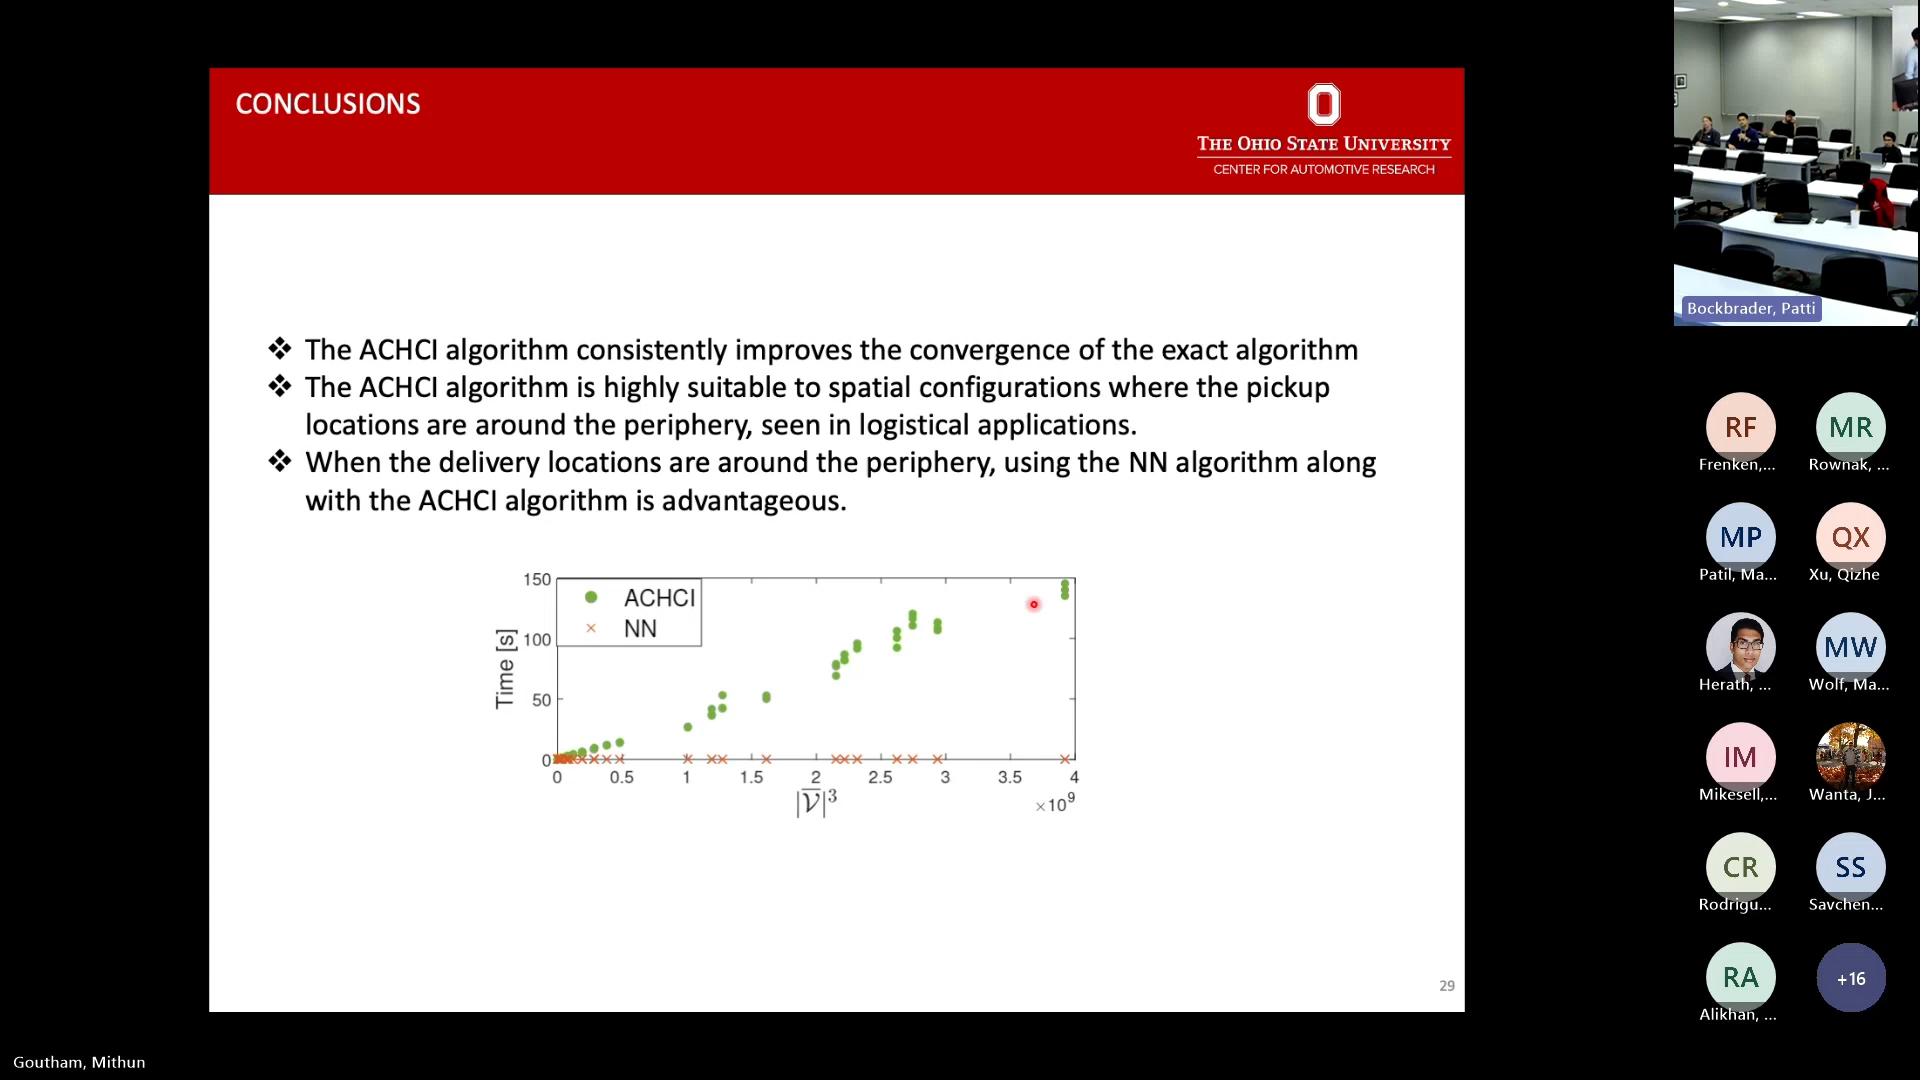 CONCLUSIONS
THE OHIO STATE UNIVERSITY
CENTER FOR AUTOMOTIVE RESEARCH
❖ The ACHCI algorithm consistently improves the convergence of the exact algorithm
❖ The ACHCI algorithm is highly suitable to spatial configurations where the pickup
locations are around the periphery, seen in logistical applications.
❖ When the delivery locations are around the periphery, using the NN algorithm along
with the ACHCI algorithm is advantageous.
ACHCI
NN
Time [s]
150
100
50
0
0 0.5 1 1.5 2 2.5 3 3.5 4
|V̅|³
×10⁹
29
Goutham, Mithun
Bockbrader, Patti
RF
Frenken,...
MR
Rownak, ...
MP
Patil, Ma...
QX
Xu, Qizhe
Herath, ...
MW
Wolf, Ma...
IM
Mikesell,...
Wanta, J...
CR
Rodrigu...
SS
Savchen...
RA
Alikhan, ...
+16